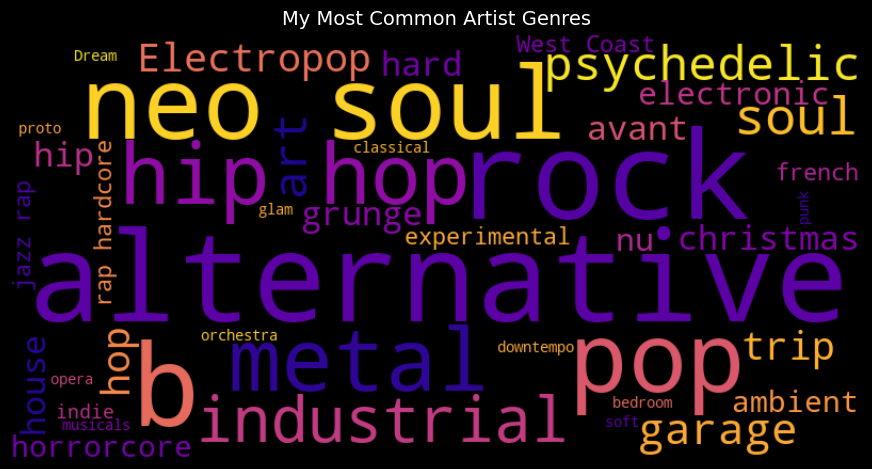 My Most Common Artist Genres
Dream
Electropop
hard
West Coast
psychedelic
neo soul
electronic
soul
proto
art
avant
hip
hip hop
classical
rock
french
jazz rap
rap hardcore
glam
grunge
experimental
nu
christmas
punk
alternative
house
hop
b
orchestra
metal
downtempo
pop
trip
opera
indie
musicals
industrial
bedroom
soft
ambient
garage
horrorcore